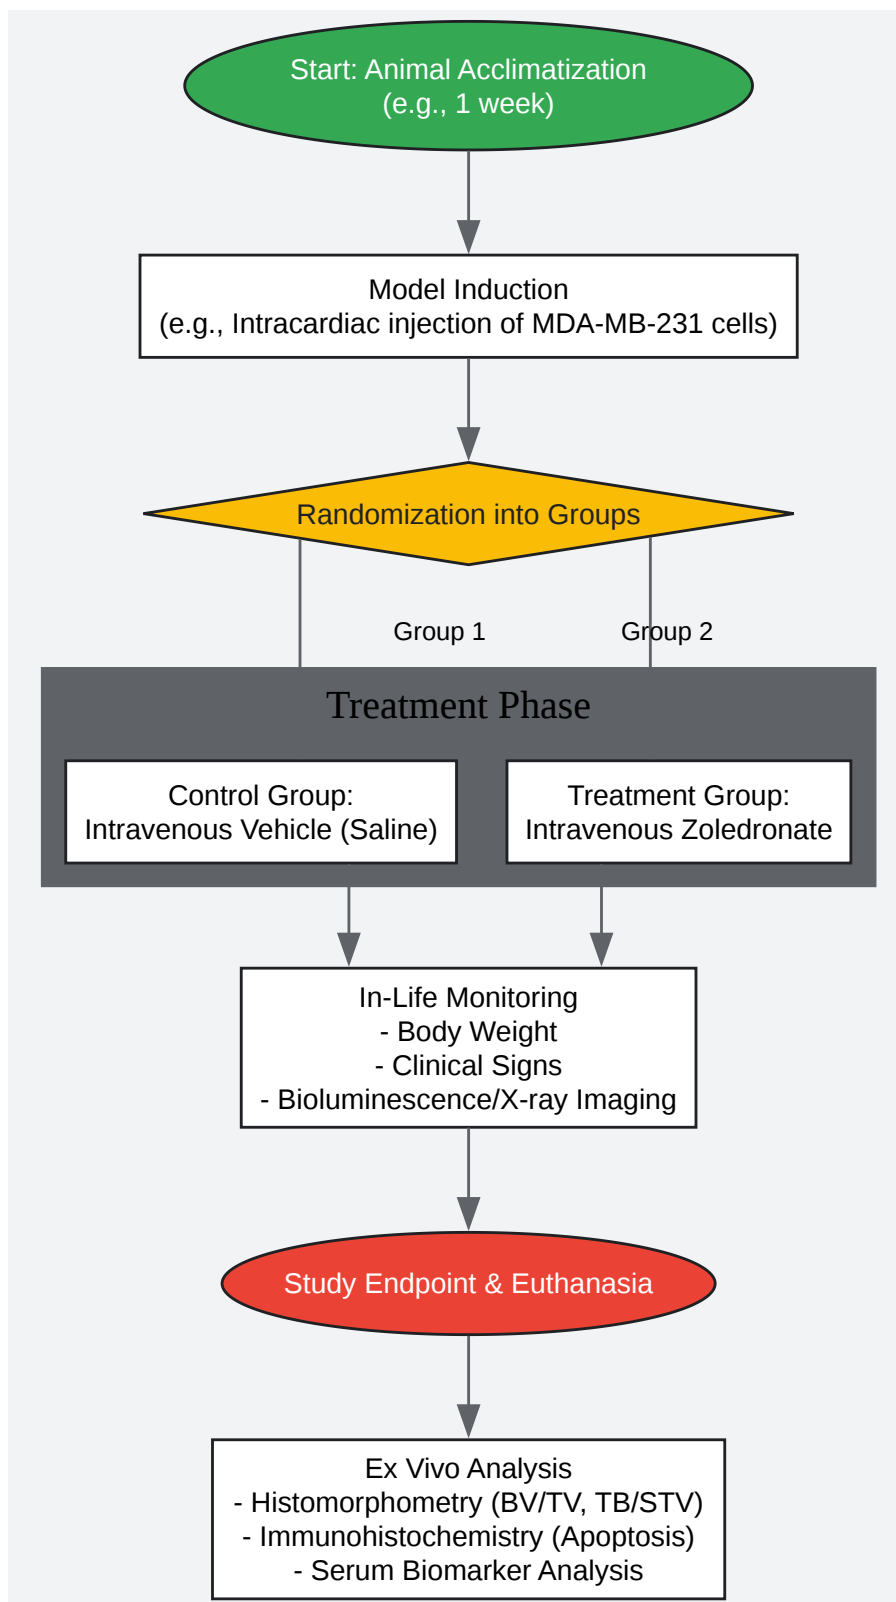 Start: Animal Acclimatization
(e.g., 1 week)
Model Induction
(e.g., Intracardiac injection of MDA-MB-231 cells)
Randomization into Groups
Group 1
Group 2
Treatment Phase
Control Group:
Intravenous Vehicle (Saline)
Treatment Group:
Intravenous Zoledronate
In-Life Monitoring
- Body Weight
- Clinical Signs
- Bioluminescence/X-ray Imaging
Study Endpoint & Euthanasia
Ex Vivo Analysis
- Histomorphometry (BV/TV, TB/STV)
- Immunohistochemistry (Apoptosis)
- Serum Biomarker Analysis